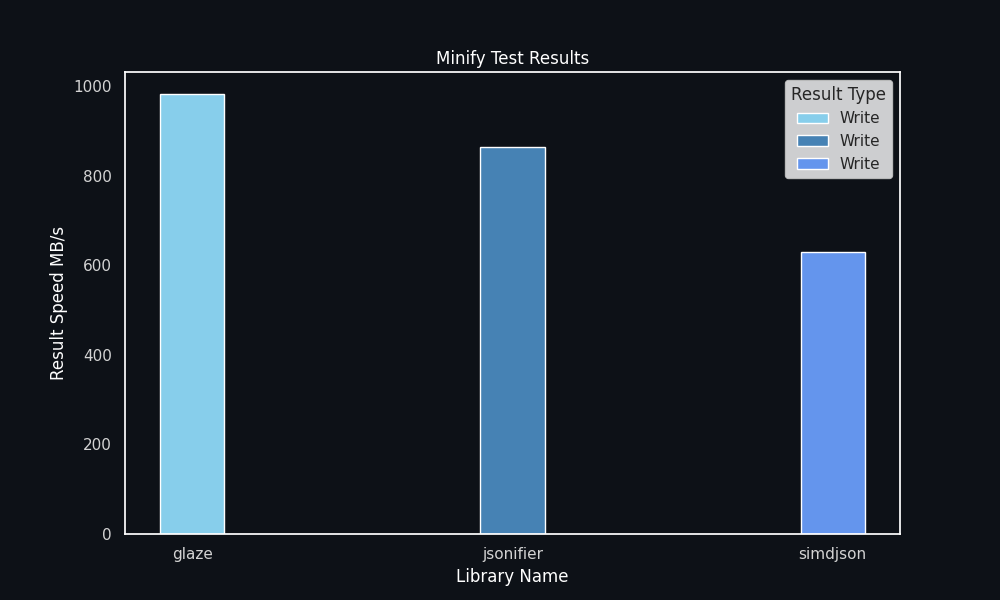 Minify Test Results
1000
800
600
400
200
0
Result Speed MB/s
Result Type
Write
Write
Write
glaze jsonifier simdjson
Library Name